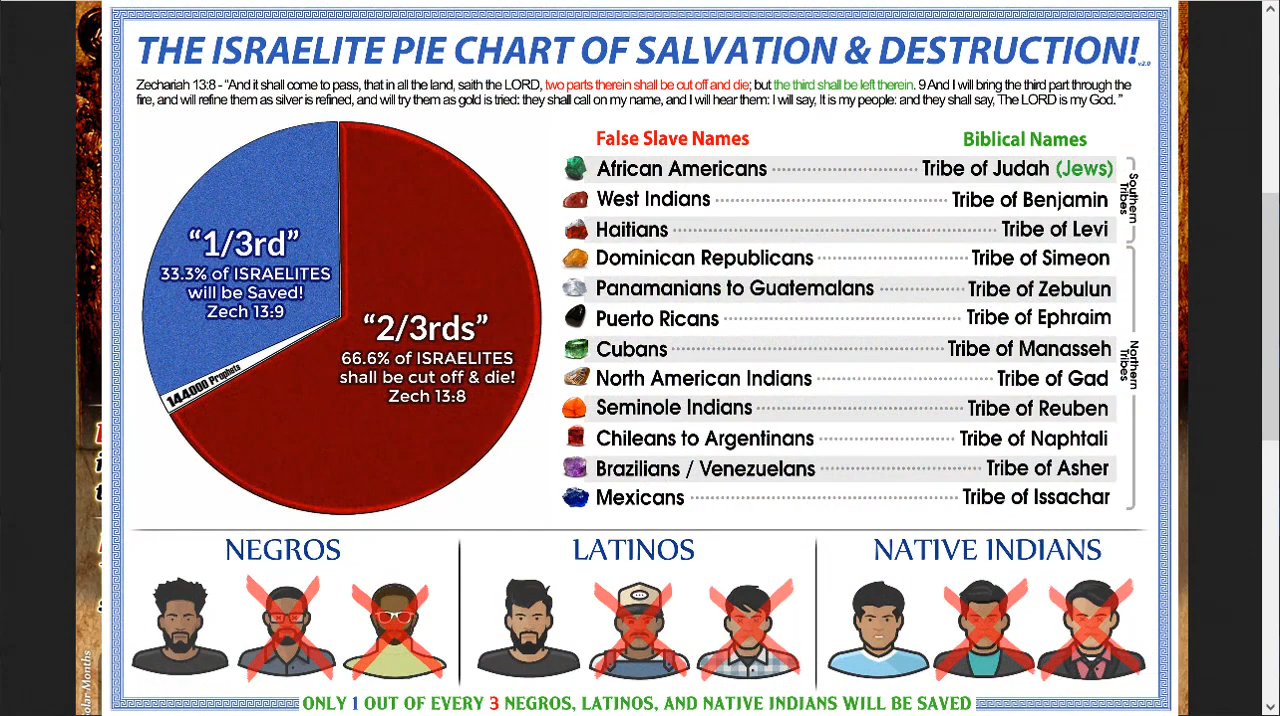 THE ISRAELITE PIE CHART OF SALVATION & DESTRUCTION! v2.0
Zechariah 13:8 - "And it shall come to pass, that in all the land, saith the LORD, two parts therein shall be cut off and die; but the third shall be left therein. 9 And I will bring the third part through the
fire, and will refine them as silver is refined, and will try them as gold is tried: they shall call on my name, and I will hear them: I will say, It is my people: and they shall say, The LORD is my God. "
"1/3rd"
33.3% of ISRAELITES
will be Saved!
Zech 13:9
144,000 Prophets
"2/3rds"
66.6% of ISRAELITES
shall be cut off & die!
Zech 13:8
False Slave Names Biblical Names
African Americans Tribe of Judah (Jews)
West Indians Tribe of Benjamin
Haitians Tribe of Levi
Southern Tribes
Dominican Republicans Tribe of Simeon
Panamanians to Guatemalans Tribe of Zebulun
Puerto Ricans Tribe of Ephraim
Cubans Tribe of Manasseh
North American Indians Tribe of Gad
Seminole Indians Tribe of Reuben
Chileans to Argentinans Tribe of Naphtali
Brazilians / Venezuelans Tribe of Asher
Mexicans Tribe of Issachar
Northern Tribes
NEGROS LATINOS NATIVE INDIANS
ONLY 1 OUT OF EVERY 3 NEGROS, LATINOS, AND NATIVE INDIANS WILL BE SAVED